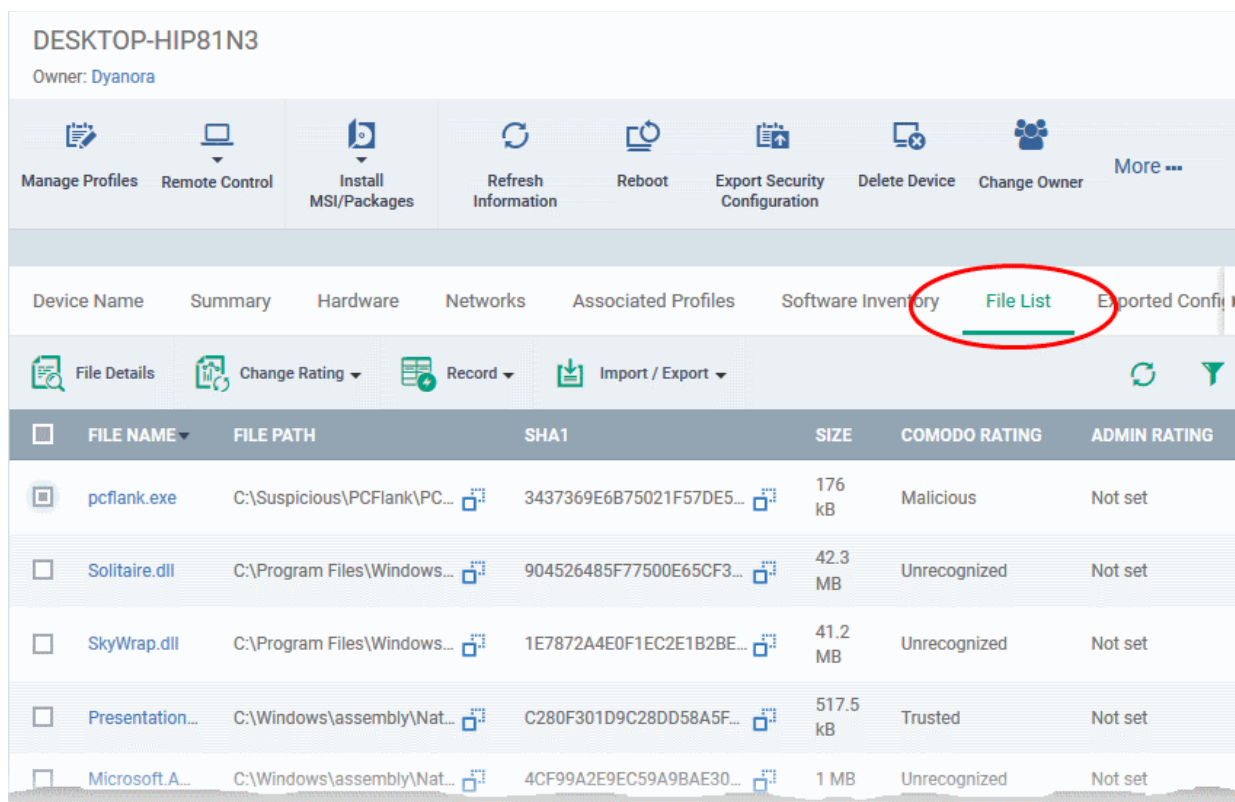 DESKTOP-HIP81N3
Owner: Dyanora
Manage Profiles
Remote Control
Install
MSI/Packages
Refresh
Information
Reboot
Export Security
Configuration
Delete Device
Change Owner
More
Device Name Summary Hardware Networks Associated Profiles Software Inventory File List Exported Config
File Details Change Rating Record Import / Export
FILE NAME FILE PATH SHA1 SIZE COMODO RATING ADMIN RATING
pcflank.exe C:\Suspicious\PCFlank\PC... 3437369E6B75021F57DE5... 176 kB Malicious Not set
Solitaire.dll C:\Program Files\Windows... 904526485F77500E65CF3... 42.3 MB Unrecognized Not set
SkyWrap.dll C:\Program Files\Windows... 1E7872A4E0F1EC2E1B2BE... 41.2 MB Unrecognized Not set
Presentation... C:\Windows\assembly\Nat... C280F301D9C28DD58A5F... 517.5 kB Trusted Not set
Microsoft.A... C:\Windows\assembly\Nat... 4CF99A2E9EC59A9BAE30... 1 MB Unrecognized Not set